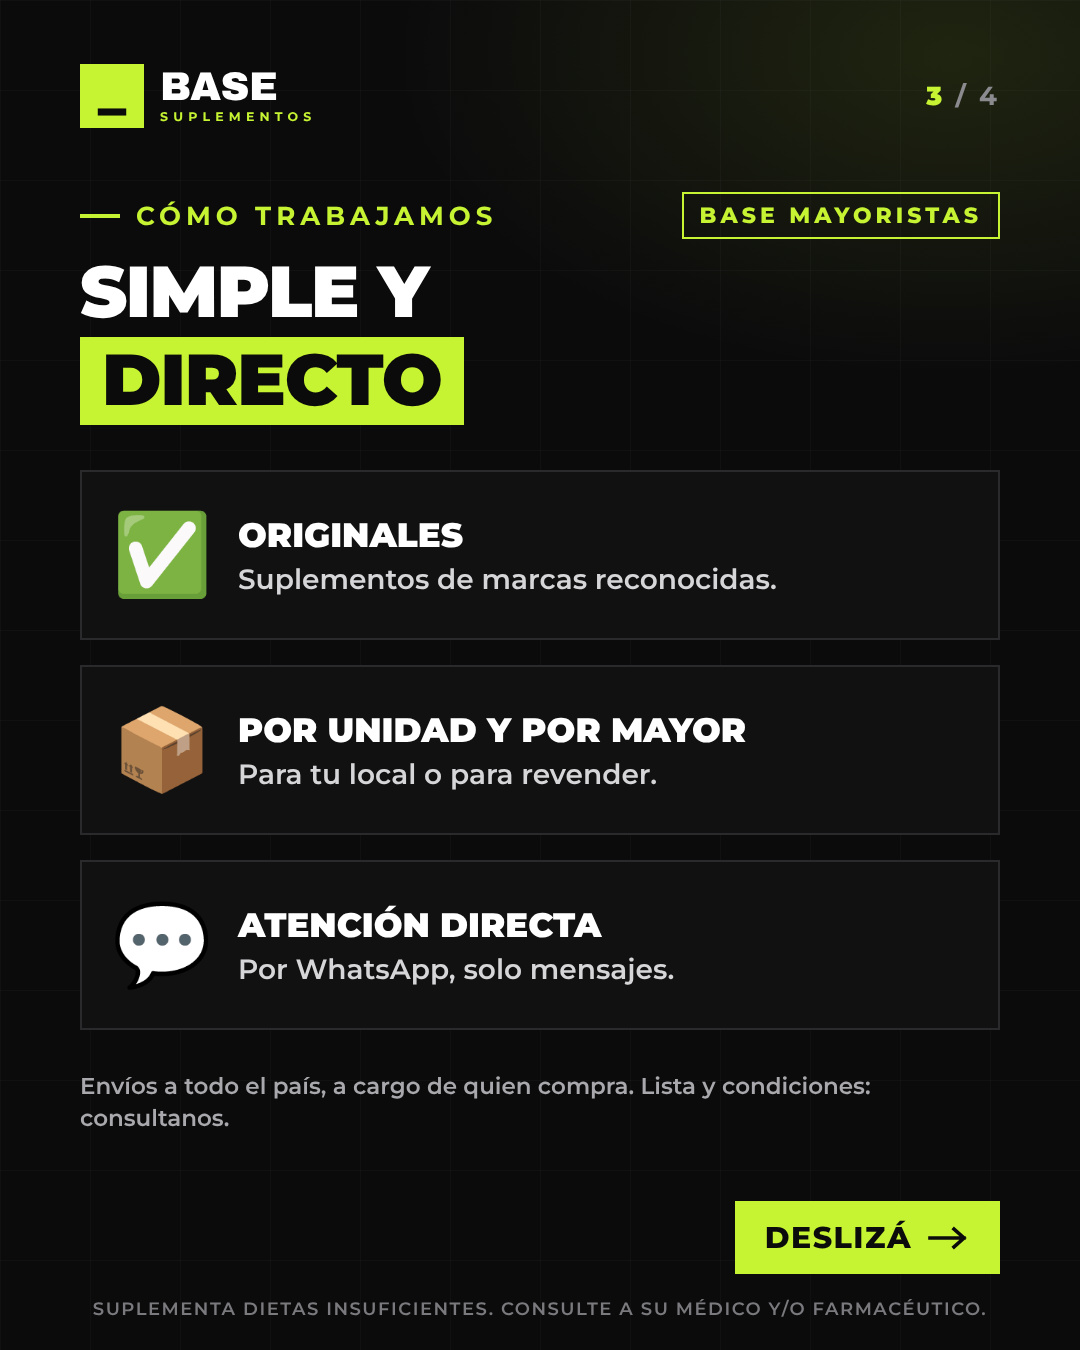 BASE
SUPLEMENTOS
3 / 4
CÓMO TRABAJAMOS
BASE MAYORISTAS
SIMPLE Y
DIRECTO
ORIGINALES
Suplementos de marcas reconocidas.
POR UNIDAD Y POR MAYOR
Para tu local o para revender.
ATENCIÓN DIRECTA
Por WhatsApp, solo mensajes.
Envíos a todo el país, a cargo de quien compra. Lista y condiciones:
consultanos.
DESLIZÁ →
SUPLEMENTA DIETAS INSUFICIENTES. CONSULTE A SU MÉDICO Y/O FARMACÉUTICO.